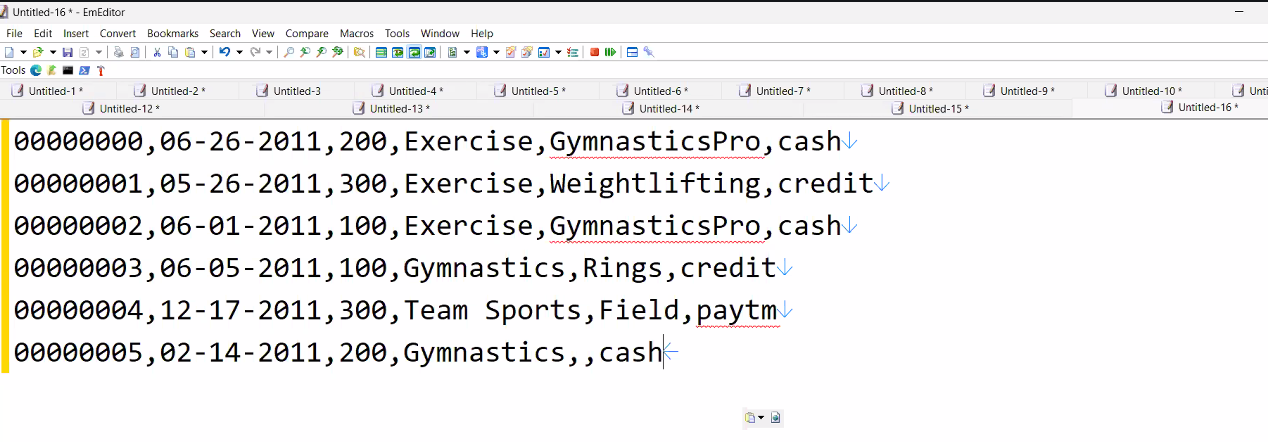 Untitled-16 * - EmEditor
File Edit Insert Convert Bookmarks Search View Compare Macros Tools Window Help
Tools
Untitled-1 * Untitled-2 * Untitled-3 Untitled-4 * Untitled-5 * Untitled-6 * Untitled-7 * Untitled-8 * Untitled-9 * Untitled-10 *
Untitled-12 * Untitled-13 * Untitled-14 * Untitled-15 * Untitled-16 *
00000000,06-26-2011,200,Exercise,GymnasticsPro,cash
00000001,05-26-2011,300,Exercise,Weightlifting,credit
00000002,06-01-2011,100,Exercise,GymnasticsPro,cash
00000003,06-05-2011,100,Gymnastics,Rings,credit
00000004,12-17-2011,300,Team Sports,Field,paytm
00000005,02-14-2011,200,Gymnastics,,cash